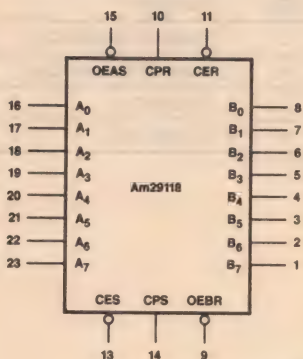 15 10 11
OEAS CPR CER
16 A0 B0 8
17 A1 B1 7
18 A2 B2 6
19 A3 B3 5
20 A4 Am29118 B4 4
21 A5 B5 3
22 A6 B6 2
23 A7 B7 1
CES CPS OEBR
13 14 9